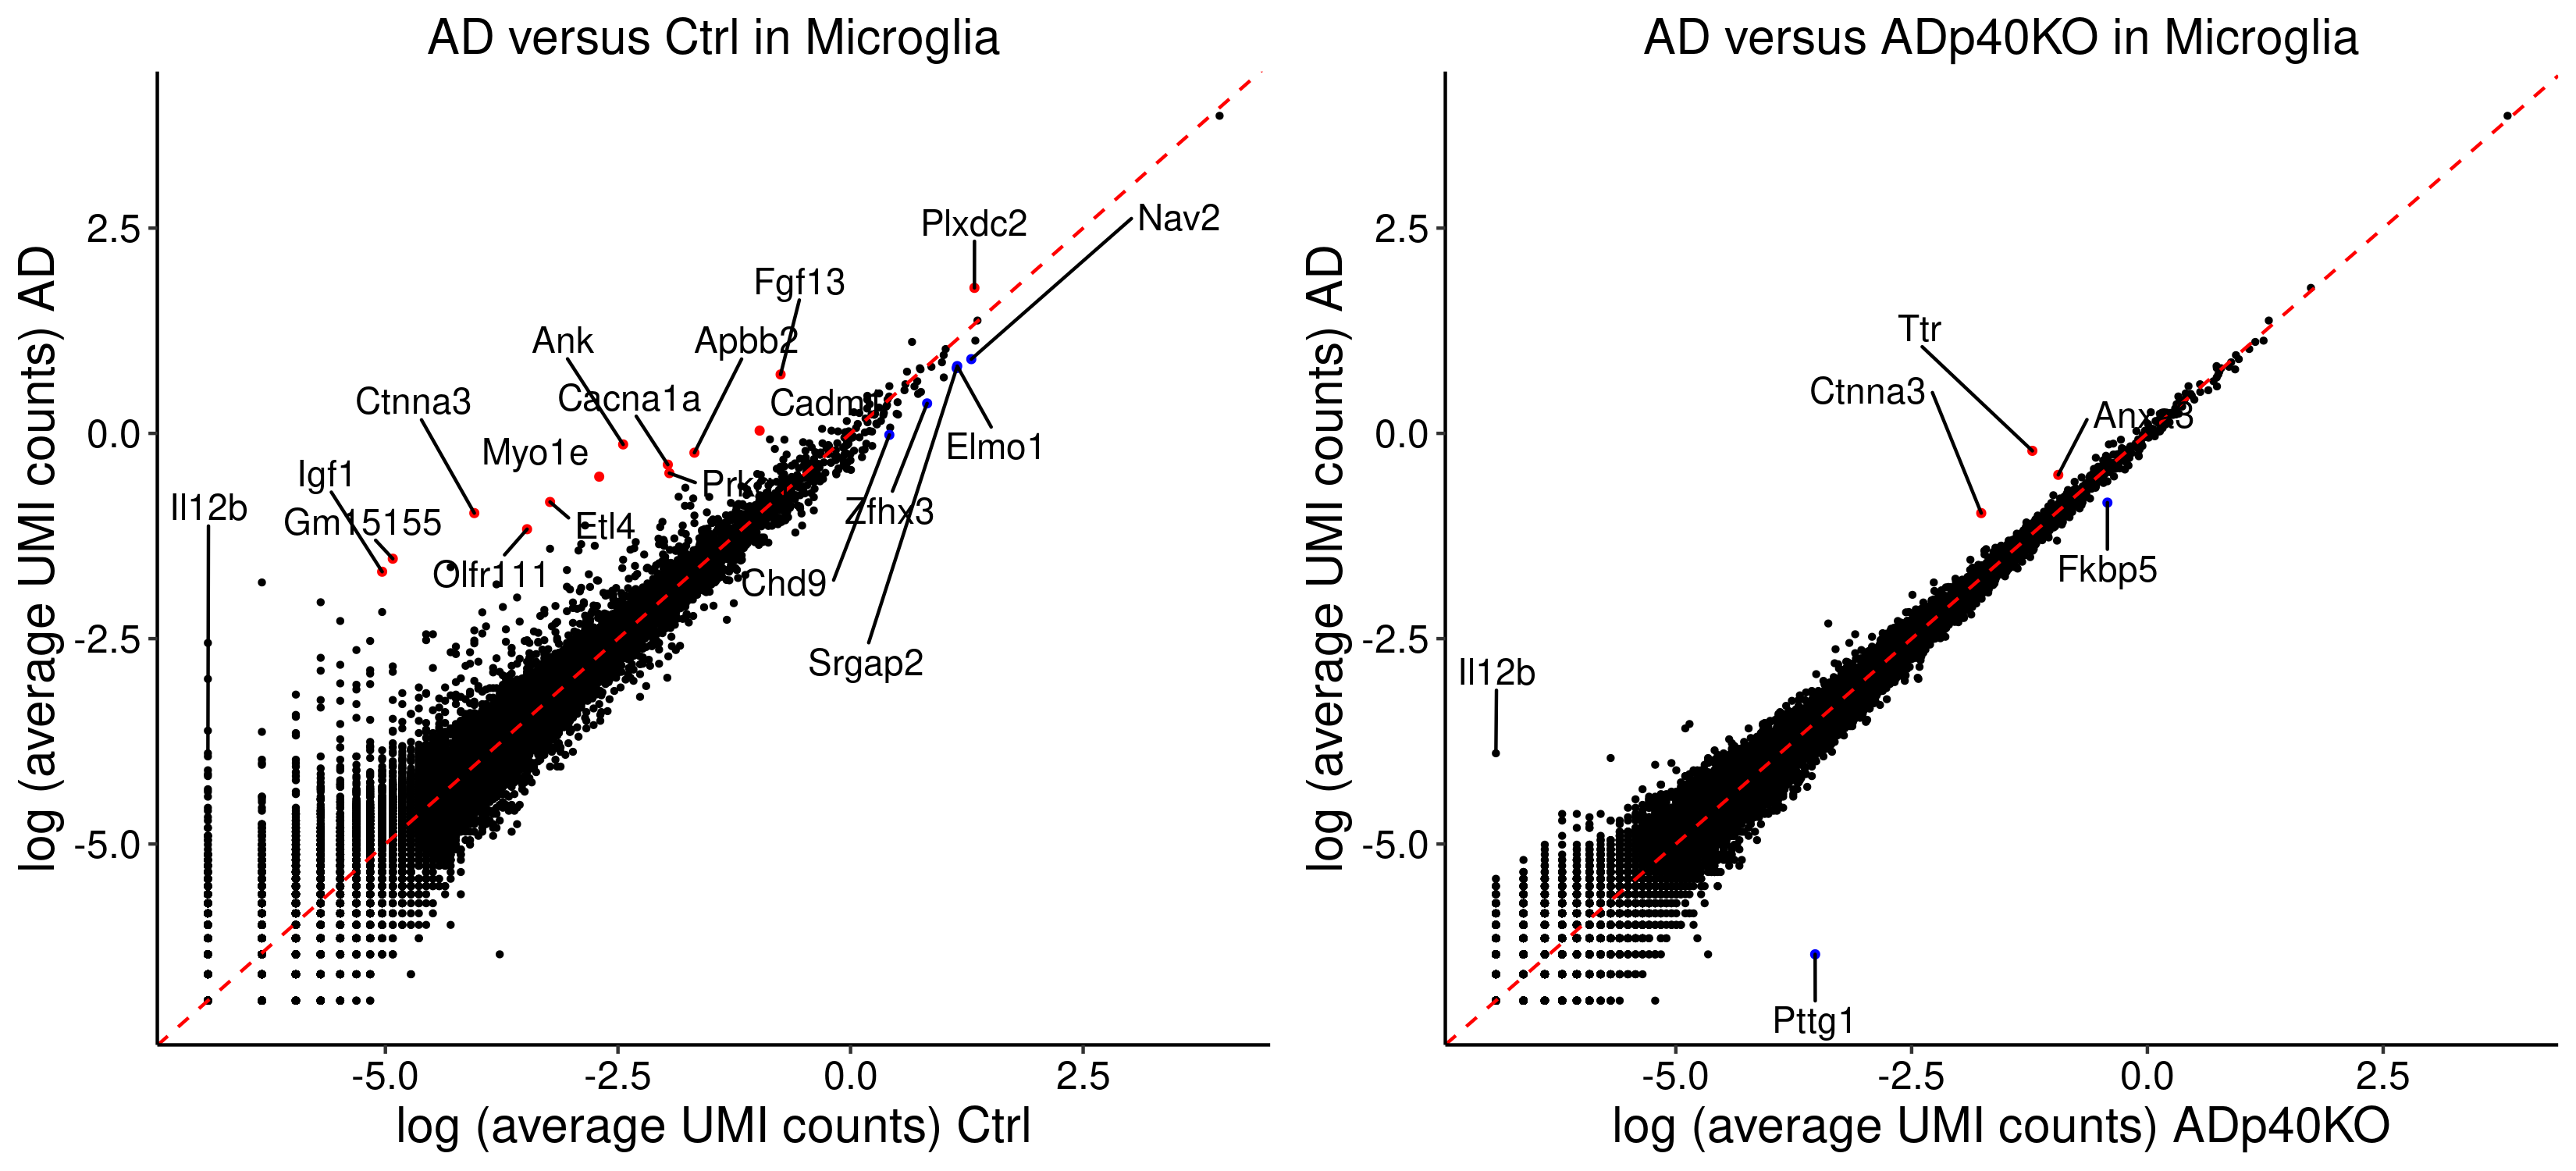 AD versus Ctrl in Microglia
log (average UMI counts) AD
2.5
0.0
-2.5
-5.0
Plxdc2
Nav2
Fgf13
Ank
Apbb2
Ctnna3
Cacna1a
Myo1e
Elmo1
Igf1
Il12b
Gm15155
Etl4
Zfhx3
Olfr111
Chd9
Srgap2
-5.0
-2.5
0.0
2.5
log (average UMI counts) Ctrl
AD versus ADp40KO in Microglia
log (average UMI counts) AD
2.5
0.0
-2.5
-5.0
Ttr
Ctnna3
Fkbp5
Il12b
Pttg1
-5.0
-2.5
0.0
2.5
log (average UMI counts) ADp40KO